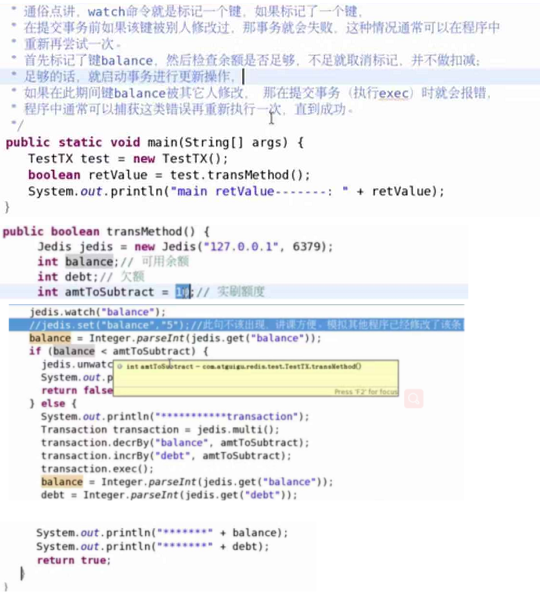 * 通俗点讲，watch命令就是标记一个键，如果标记了一个键，
* 在提交事务前如果该键被别人修改过，那事务就会失败，这种情况通常可以在程序中
* 重新再尝试一次。
* 首先标记了键balance，然后检查余额是否足够，不足就取消标记，并不做扣减；
* 足够的话，就启动事务进行更新操作，
* 如果在此期间键balance被其它人修改， 那在提交事务（执行exec）时就会报错，
* 程序中通常可以捕获这类错误再重新执行一次，直到成功。
*/
public static void main(String[] args) {
TestTX test = new TestTX();
boolean retValue = test.transMethod();
System.out.println("main retValue-------: " + retValue);
}
public boolean transMethod() {
Jedis jedis = new Jedis("127.0.0.1", 6379);
int balance;// 可用余额
int debt;// 欠额
int amtToSubtract = 10;// 实刷额度
jedis.watch("balance");
//jedis.set("balance","5");//此句不该出现，讲课方便。模拟其他程序已经修改了该条
balance = Integer.parseInt(jedis.get("balance"));
if (balance < amtToSubtract) {
jedis.unwatc
int amtToSubtract - com.atguigu.redis.test.TestTX.transMethod()
System.out.p
return false
Press 'F2' for focus
} else {
System.out.println("***********transaction");
Transaction transaction = jedis.multi();
transaction.decrBy("balance", amtToSubtract);
transaction.incrBy("debt", amtToSubtract);
transaction.exec();
balance = Integer.parseInt(jedis.get("balance"));
debt = Integer.parseInt(jedis.get("debt"));
System.out.println("*******" + balance);
System.out.println("*******" + debt);
return true;
}
}